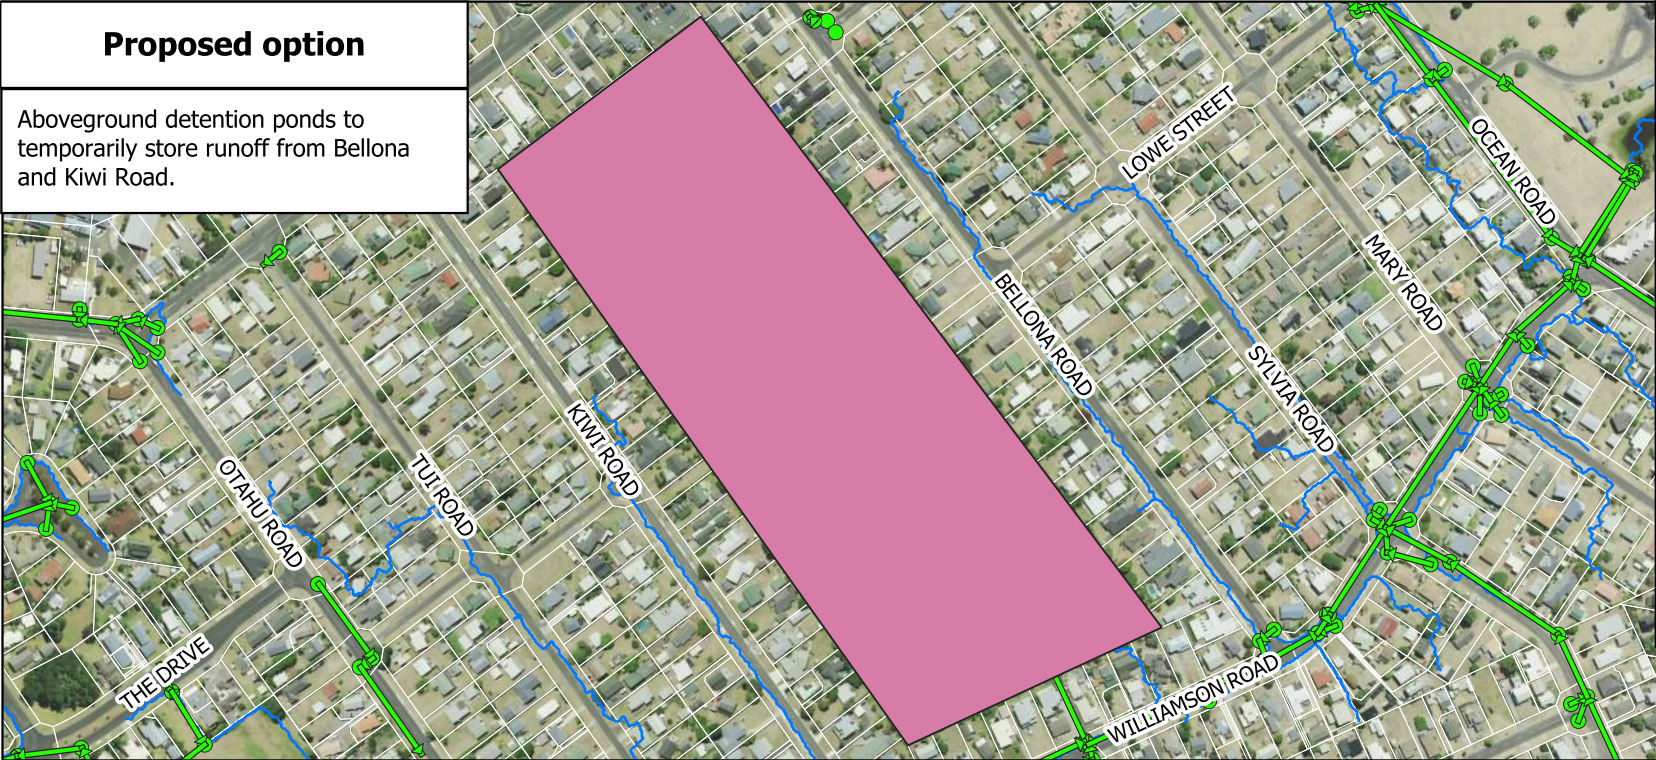 Proposed option
Aboveground detention ponds to
temporarily store runoff from Bellona
and Kiwi Road.
LOWE STREET
OCEAN ROAD
MARY ROAD
BELLONA ROAD
SYLVIA ROAD
KIWI ROAD
TUI ROAD
OTAHU ROAD
THE DRIVE
WILLIAMSON ROAD